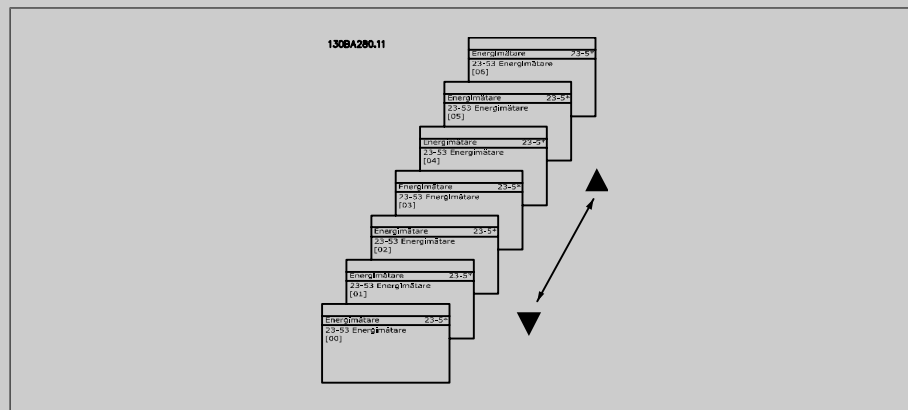 130BA280.11
Energimätare 23-5*
23-53 Energimätare
[06]
Energimätare 23-5*
23-53 Energimätare
[05]
Energimätare 23-5*
23-53 Energimätare
[04]
Energimätare 23-5*
23-53 Energimätare
[03]
Energimätare 23-5*
23-53 Energimätare
[02]
Energimätare 23-5*
23-53 Energimätare
[01]
Energimätare 23-5*
23-53 Energimätare
[00]